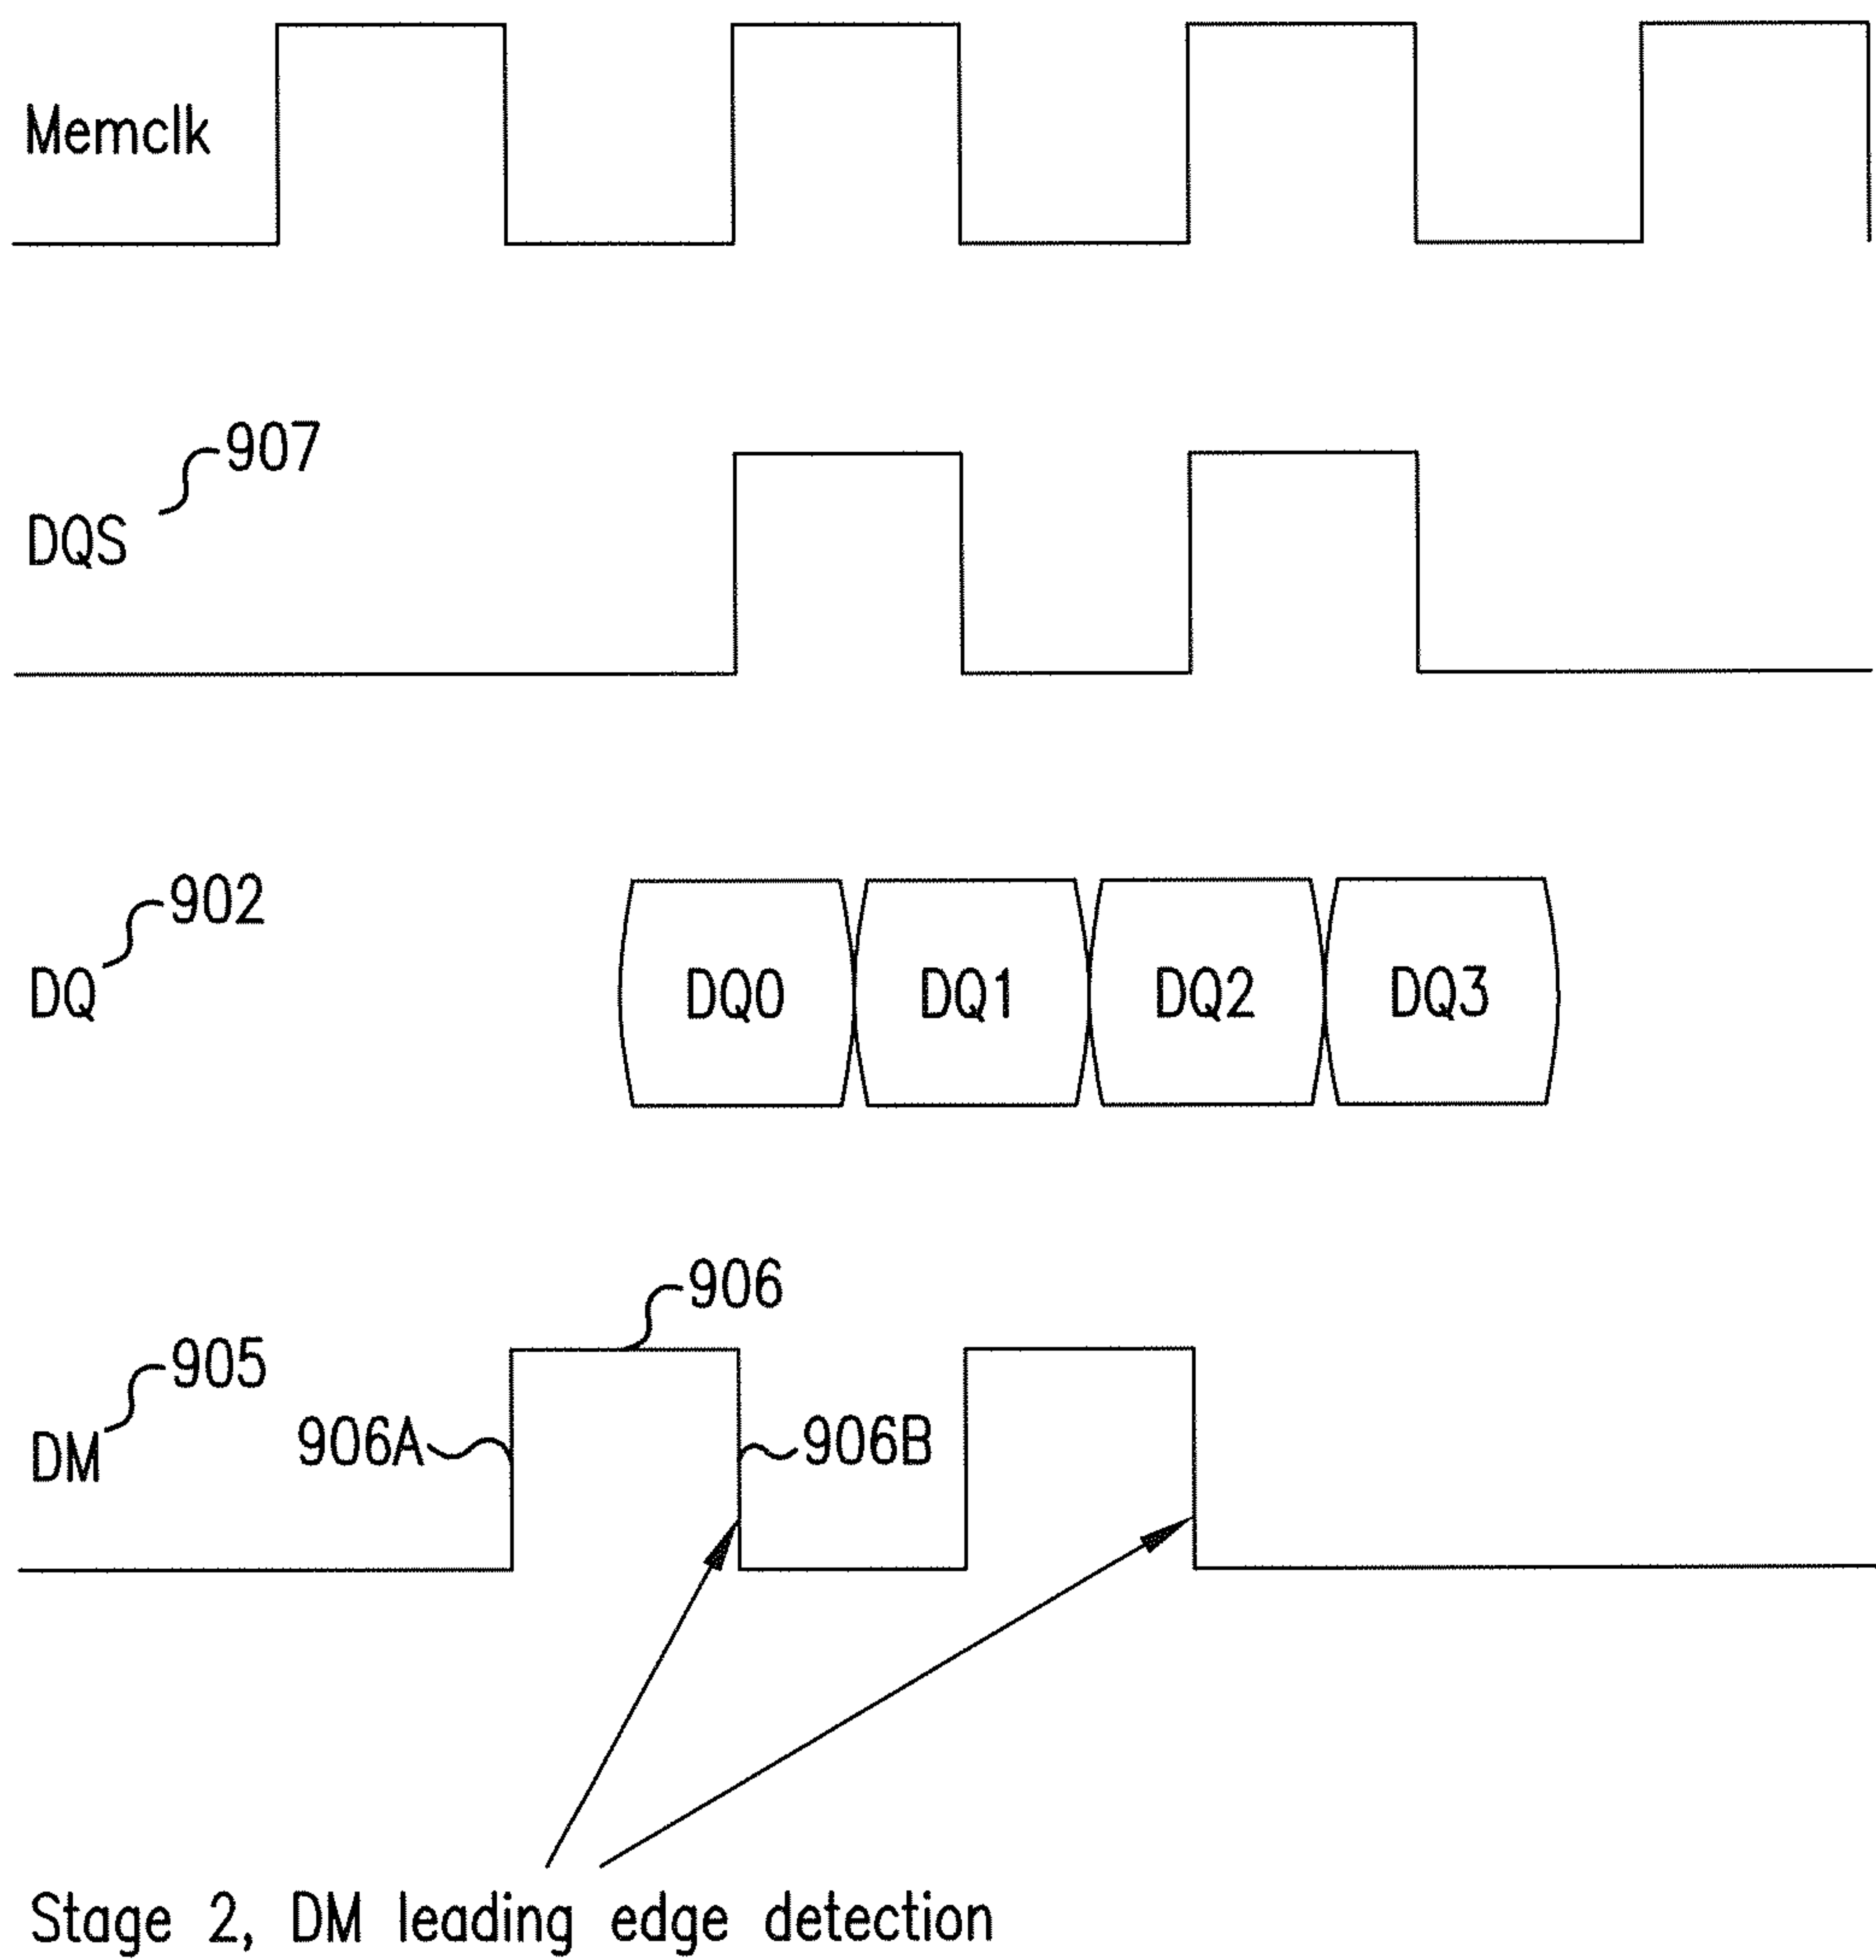 Memclk
907
DQS
902
DQ
DQ0 DQ1 DQ2 DQ3
906
905
906A 906B
DM
Stage 2, DM leading edge detection